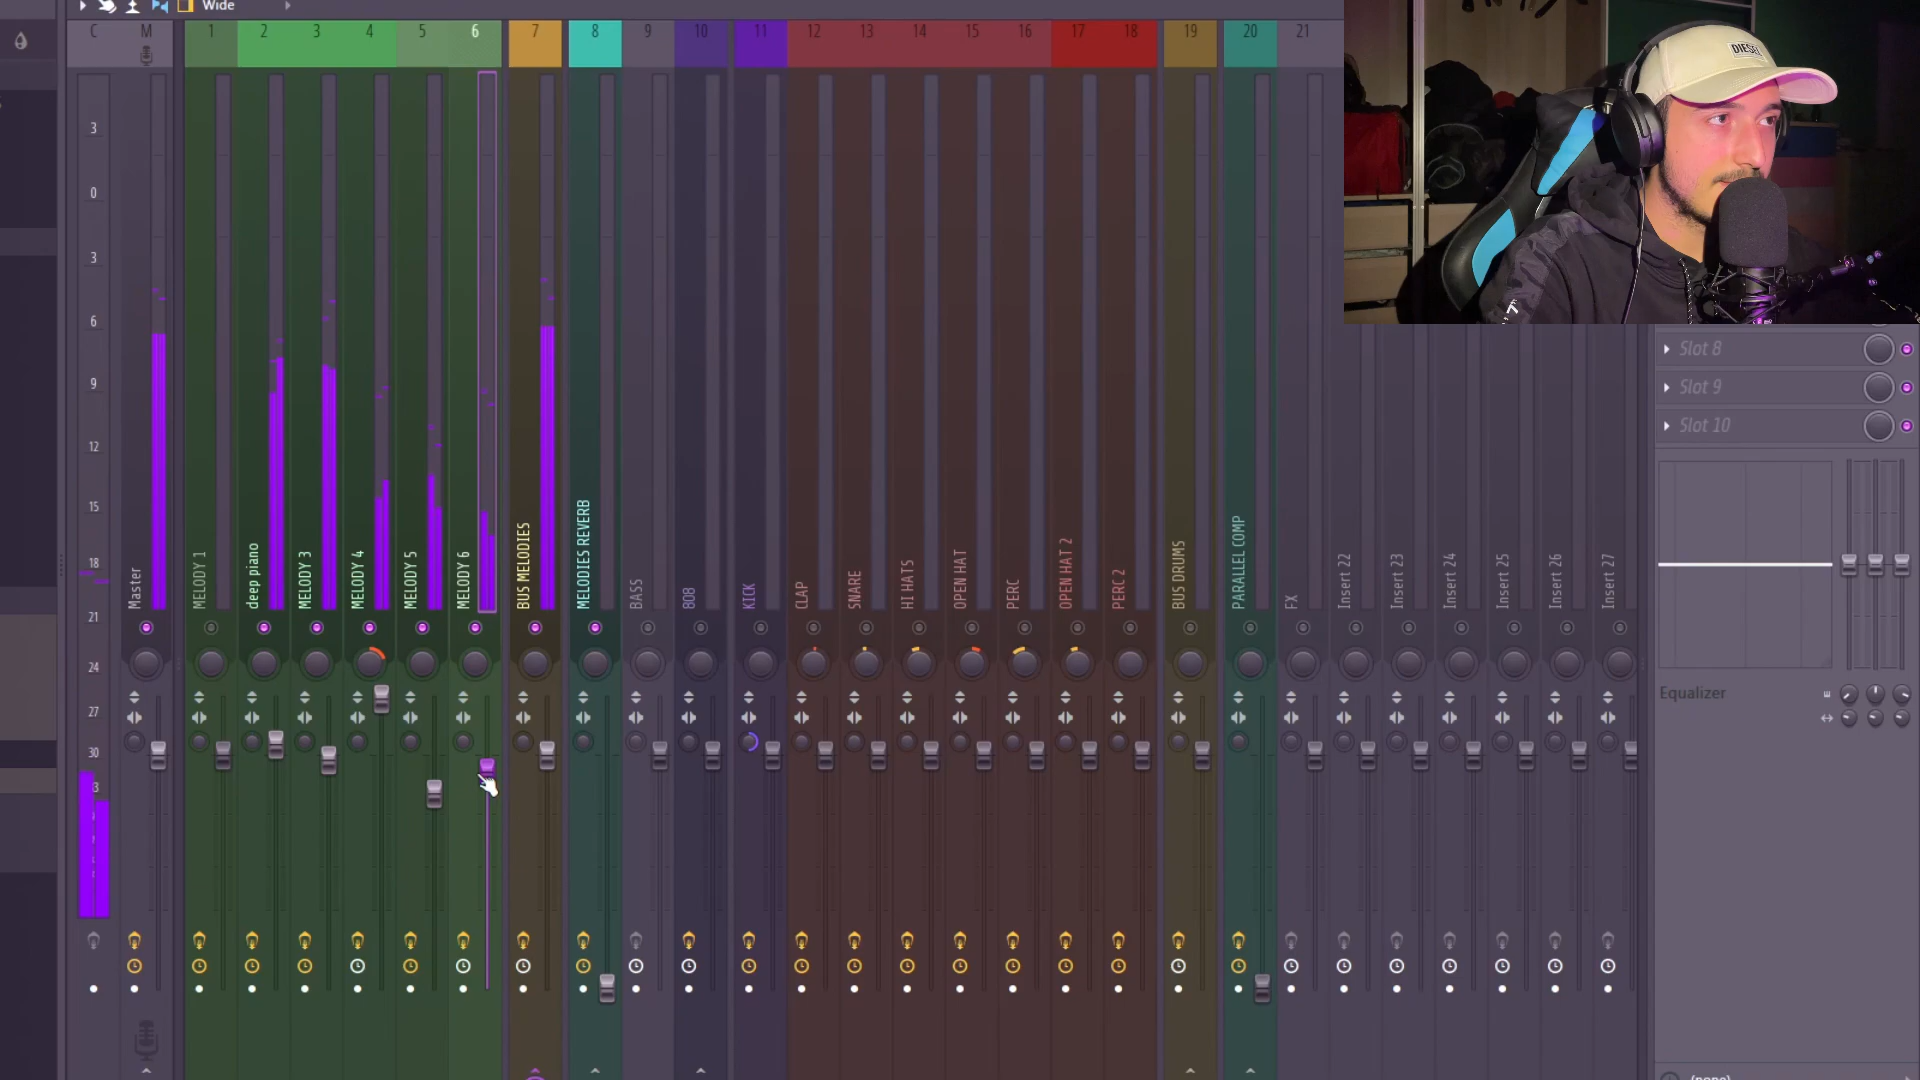 Wide
C M 1 2 3 4 5 6 7 8 9 10 11 12 13 14 15 16 17 18 19 20 21
DIESEL
3
0
3
6
9
12
15
18
21
24
27
30
3
Master
MELODY 1
deep piano
MELODY 3
MELODY 4
MELODY 5
MELODY 6
BUS MELODIES
MELODIES REVERB
BASS
808
KICK
CLAP
SNARE
HI HATS
OPEN HAT
PERC
OPEN HAT 2
PERC 2
BUS DRUMS
PARALLEL COMP
FX
Insert 22
Insert 23
Insert 24
Insert 25
Insert 26
Insert 27
Slot 8
Slot 9
Slot 10
Equalizer
(none)